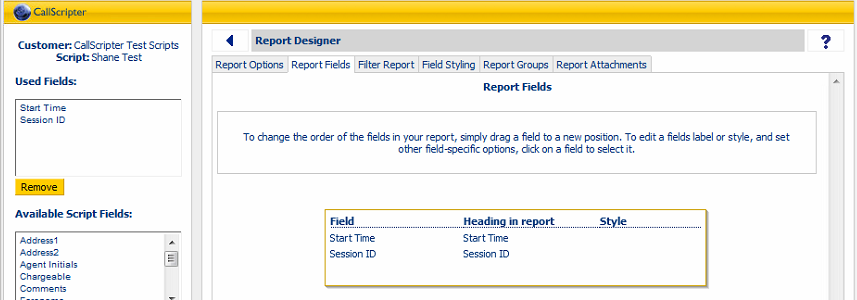 CallScripter
Customer: CallScripter Test Scripts
Script: Shane Test
Used Fields:
Start Time
Session ID
Remove
Available Script Fields:
Address1
Address2
Agent Initials
Chargeable
Comments
Report Designer
?
Report Options Report Fields Filter Report Field Styling Report Groups Report Attachments
Report Fields
To change the order of the fields in your report, simply drag a field to a new position. To edit a fields label or style, and set
other field-specific options, click on a field to select it.
Field Heading in report Style
Start Time Start Time
Session ID Session ID